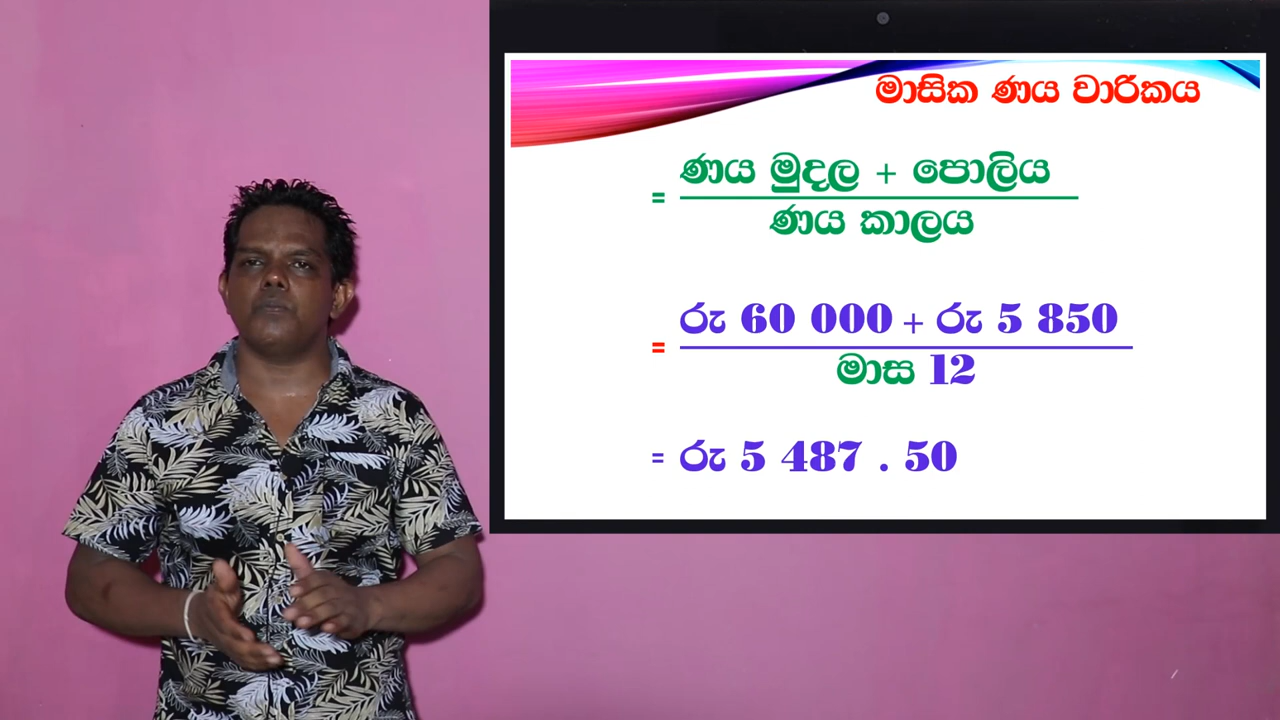 මාසික ණය වාරිකය
= ණය මුදල + පොලිය
ණය කාලය
= රු 60 000 + රු 5 850
මාස 12
= රු 5 487 . 50